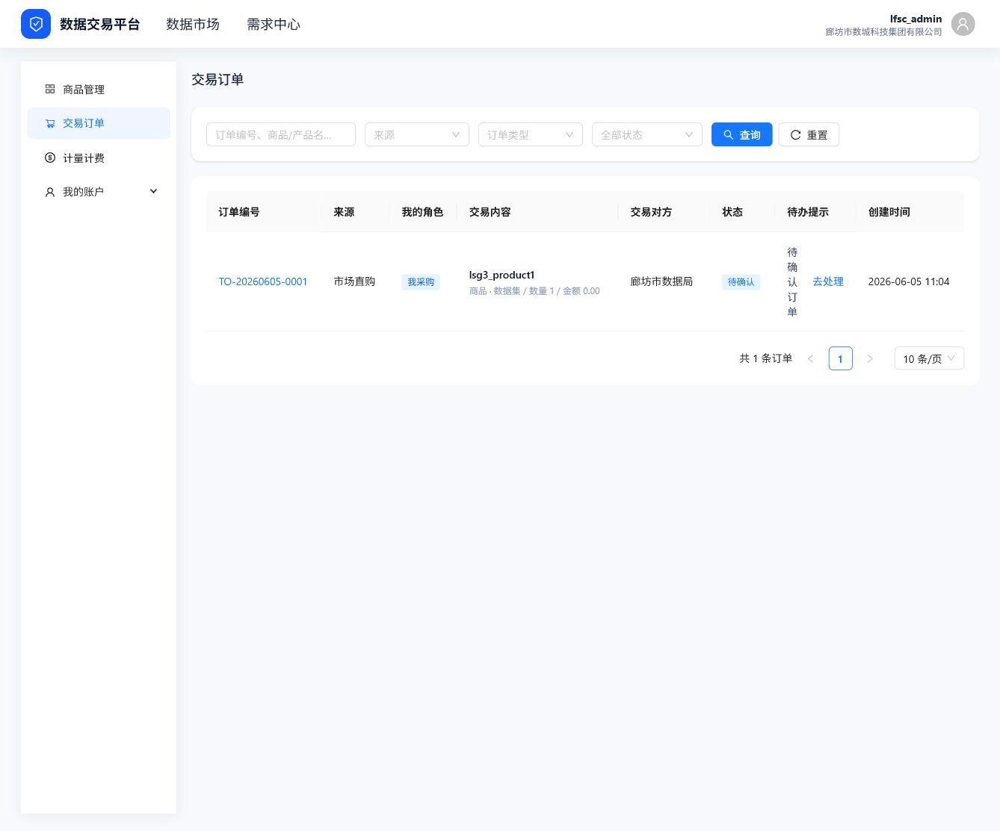 数据交易平台
数据市场
需求中心
lfsc_admin
廊坊市数城科技集团有限公司
商品管理
交易订单
计量计费
我的账户
交易订单
订单编号、商品/产品名...
来源
订单类型
全部状态
查询
重置
订单编号
来源
我的角色
交易内容
交易对方
状态
待办提示
创建时间
TO-20260605-0001
市场直购
我采购
lsg3_product1
商品 · 数据集 / 数量 1 / 金额 0.00
廊坊市数据局
待确认
待
确
认
订
单
去处理
2026-06-05 11:04
共 1 条订单
1
10 条/页